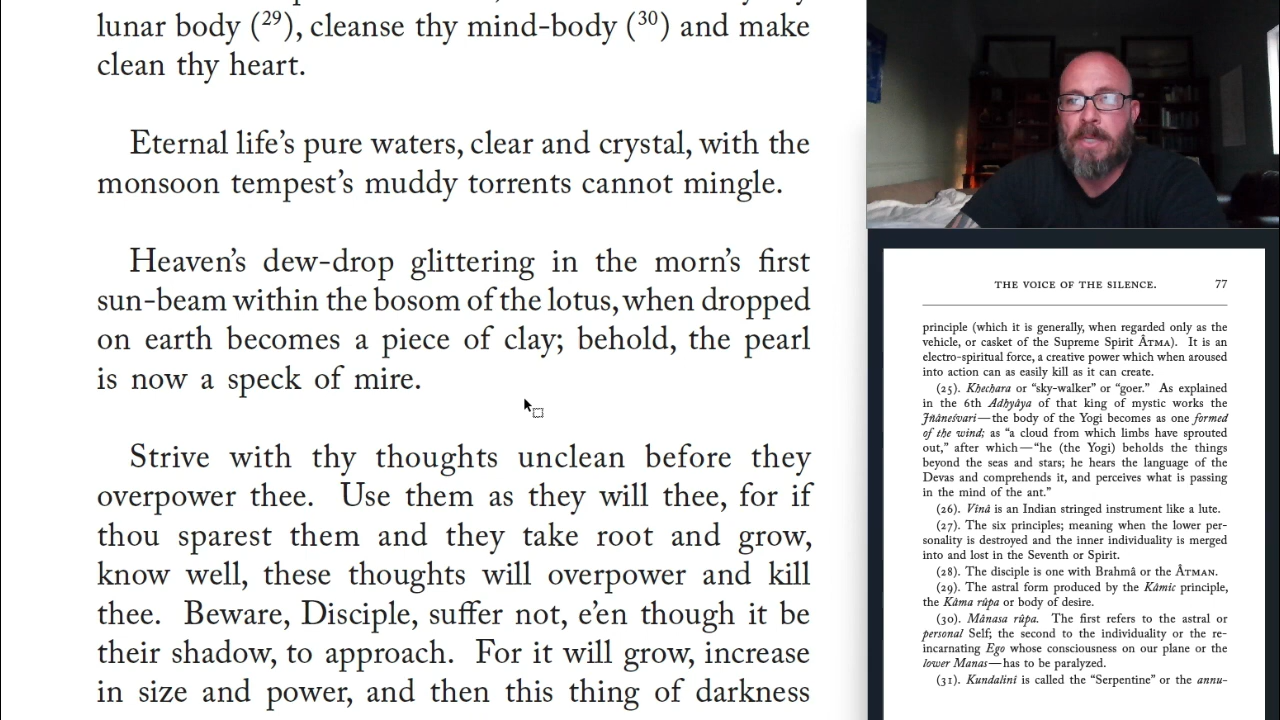 lunar body (29), cleanse thy mind-body (30) and make
clean thy heart.
Eternal life’s pure waters, clear and crystal, with the
monsoon tempest’s muddy torrents cannot mingle.
Heaven’s dew-drop glittering in the morn’s first
sun-beam within the bosom of the lotus, when dropped
on earth becomes a piece of clay; behold, the pearl
is now a speck of mire.
Strive with thy thoughts unclean before they
overpower thee. Use them as they will thee, for if
thou sparest them and they take root and grow,
know well, these thoughts will overpower and kill
thee. Beware, Disciple, suffer not, e’en though it be
their shadow, to approach. For it will grow, increase
in size and power, and then this thing of darkness
THE VOICE OF THE SILENCE. 77
principle (which it is generally, when regarded only as the
vehicle, or casket of the Supreme Spirit ÂTMA). It is an
electro-spiritual force, a creative power which when aroused
into action can as easily kill as it can create.
(25). Khechara or “sky-walker” or “goer.” As explained
in the 6th Adhyâya of that king of mystic works the
Jñâneśvari—the body of the Yogi becomes as one formed
of the wind; as “a cloud from which limbs have sprouted
out,” after which—“he (the Yogi) beholds the things
beyond the seas and stars; he hears the language of the
Devas and comprehends it, and perceives what is passing
in the mind of the ant.”
(26). Vînâ is an Indian stringed instrument like a lute.
(27). The six principles; meaning when the lower per-
sonality is destroyed and the inner individuality is merged
into and lost in the Seventh or Spirit.
(28). The disciple is one with Brahmâ or the ÂTMAN.
(29). The astral form produced by the Kâmic principle,
the Kâma rûpa or body of desire.
(30). Mânasa rûpa. The first refers to the astral or
personal Self; the second to the individuality or the re-
incarnating Ego whose consciousness on our plane or the
lower Manas—has to be paralyzed.
(31). Kundalinî is called the “Serpentine” or the annu-